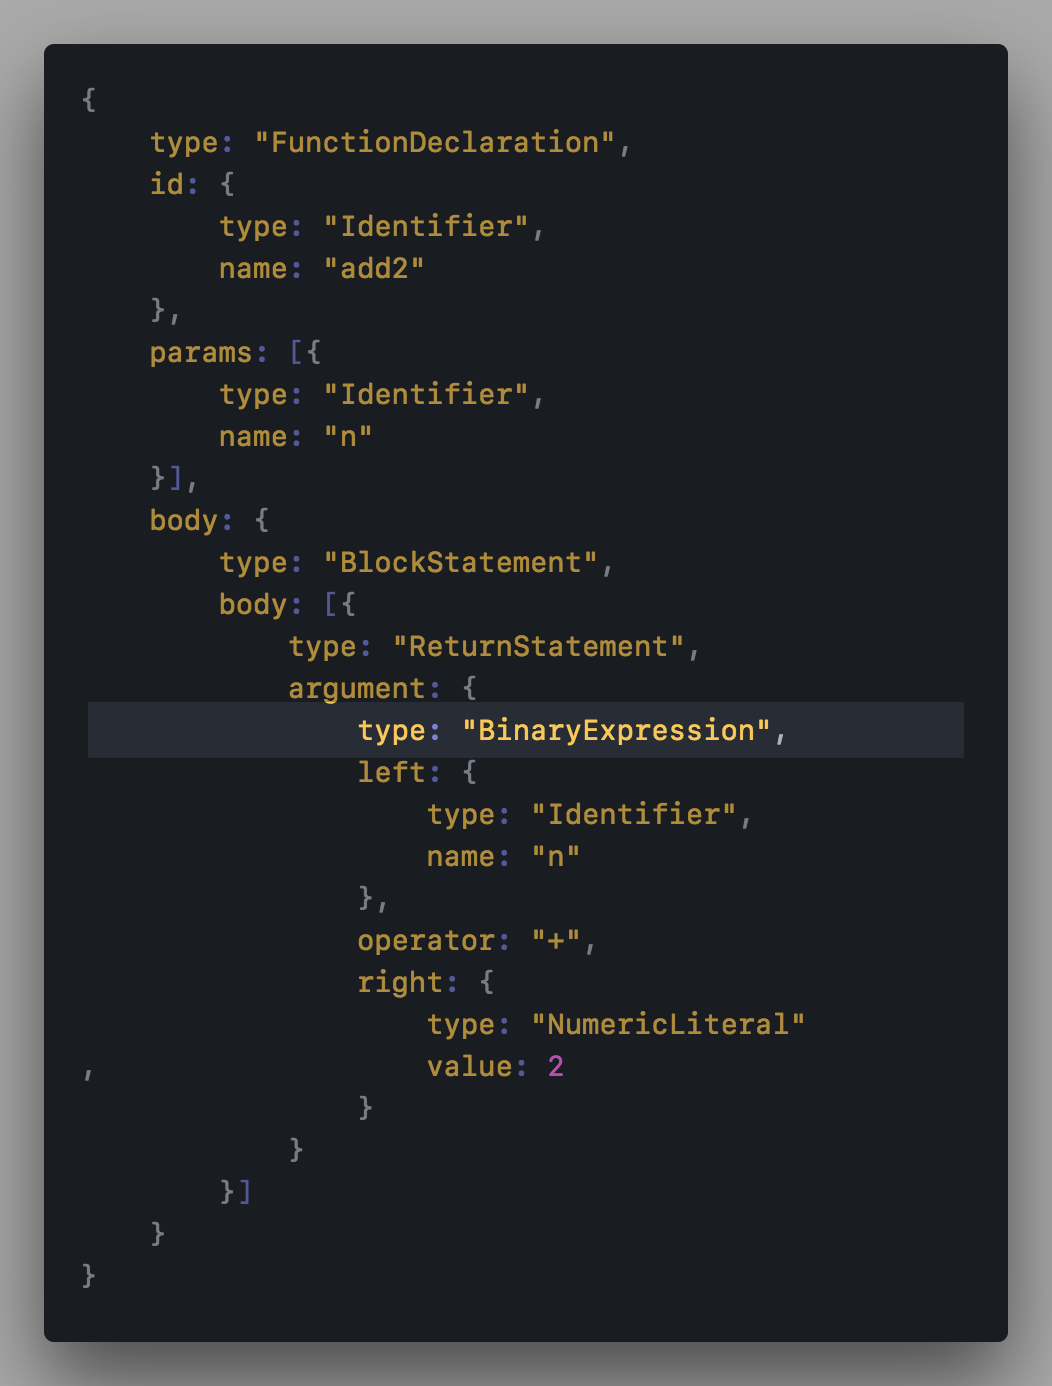 {
    type: "FunctionDeclaration",
    id: {
        type: "Identifier",
        name: "add2"
    },
    params: [{
        type: "Identifier",
        name: "n"
    }],
    body: {
        type: "BlockStatement",
        body: [{
            type: "ReturnStatement",
            argument: {
                type: "BinaryExpression",
                left: {
                    type: "Identifier",
                    name: "n"
                },
                operator: "+",
                right: {
                    type: "NumericLiteral"
,                   value: 2
                }
            }
        }]
    }
}